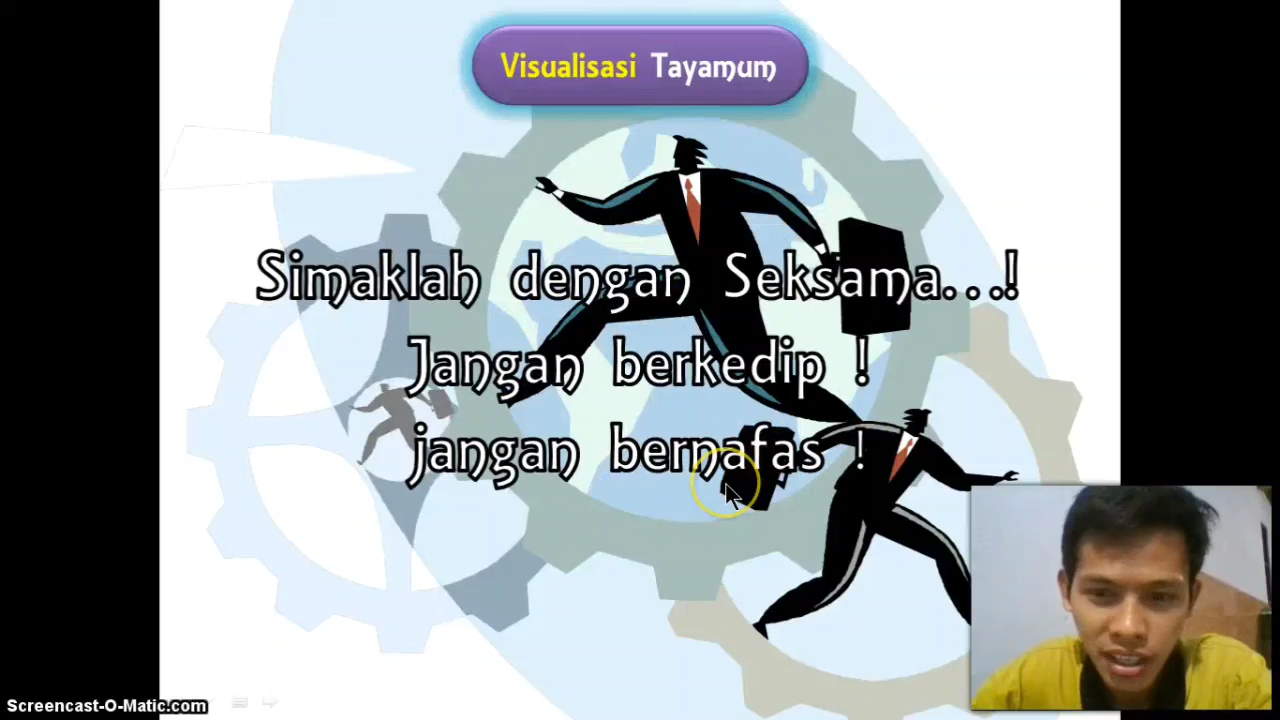 Visualisasi Tayamum
Simaklah dengan Seksama...!
Jangan berkedip !
jangan bernafas !
Screencast-O-Matic.com